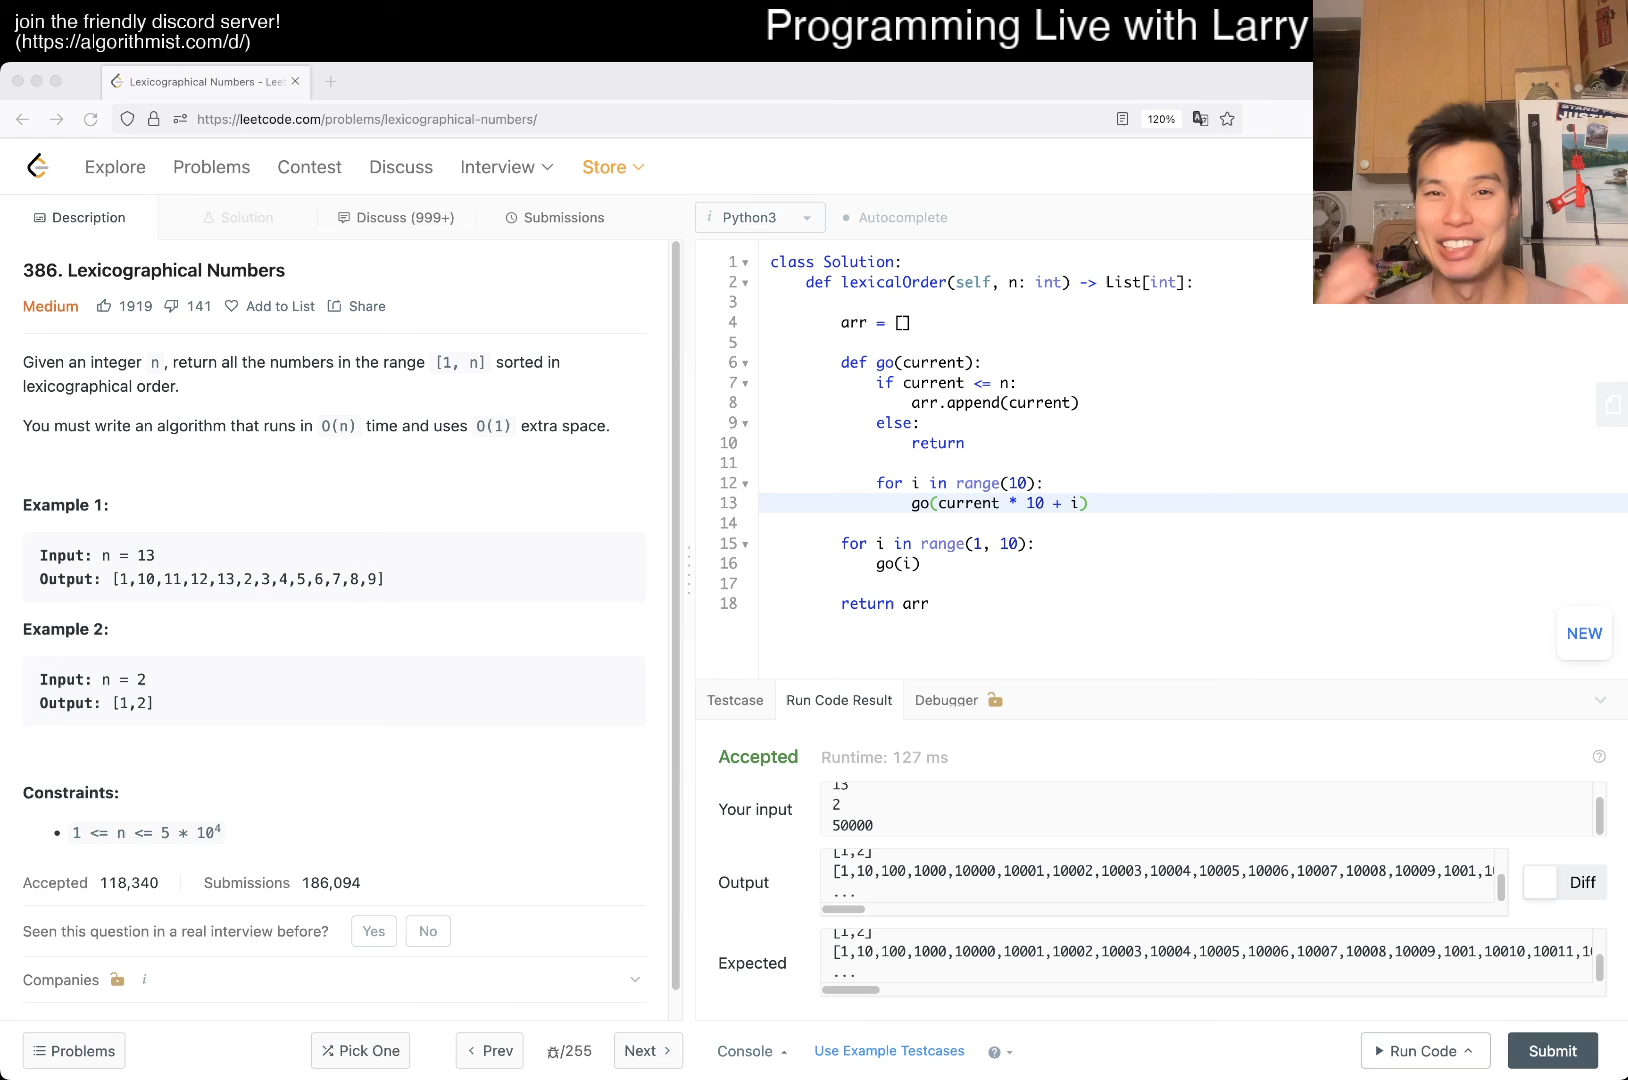 join the friendly discord server!
(https://algorithmist.com/d/)
Programming Live with Larry
Lexicographical Numbers - Leet
https://leetcode.com/problems/lexicographical-numbers/
120%
Explore Problems Contest Discuss Interview Store
Description Solution Discuss (999+) Submissions
i Python3 Autocomplete
386. Lexicographical Numbers
Medium 1919 141 Add to List Share
Given an integer n , return all the numbers in the range [1, n] sorted in
lexicographical order.
You must write an algorithm that runs in O(n) time and uses O(1) extra space.
Example 1:
Input: n = 13
Output: [1,10,11,12,13,2,3,4,5,6,7,8,9]
Example 2:
Input: n = 2
Output: [1,2]
Constraints:
• 1 <= n <= 5 * 10⁴
Accepted 118,340 Submissions 186,094
Seen this question in a real interview before? Yes No
Companies i
1 class Solution:
2     def lexicalOrder(self, n: int) -> List[int]:
3
4         arr = []
5
6         def go(current):
7             if current <= n:
8                 arr.append(current)
9             else:
10                 return
11
12             for i in range(10):
13                 go(current * 10 + i)
14
15         for i in range(1, 10):
16             go(i)
17
18         return arr
NEW
Testcase Run Code Result Debugger
Accepted Runtime: 127 ms
Your input
13
2
50000
Output
[1,2]
[1,10,100,1000,10000,10001,10002,10003,10004,10005,10006,10007,10008,10009,1001,1
...
Diff
Expected
[1,2]
[1,10,100,1000,10000,10001,10002,10003,10004,10005,10006,10007,10008,10009,1001,10010,10011,1
...
Problems Pick One < Prev /255 Next > Console Use Example Testcases Run Code Submit